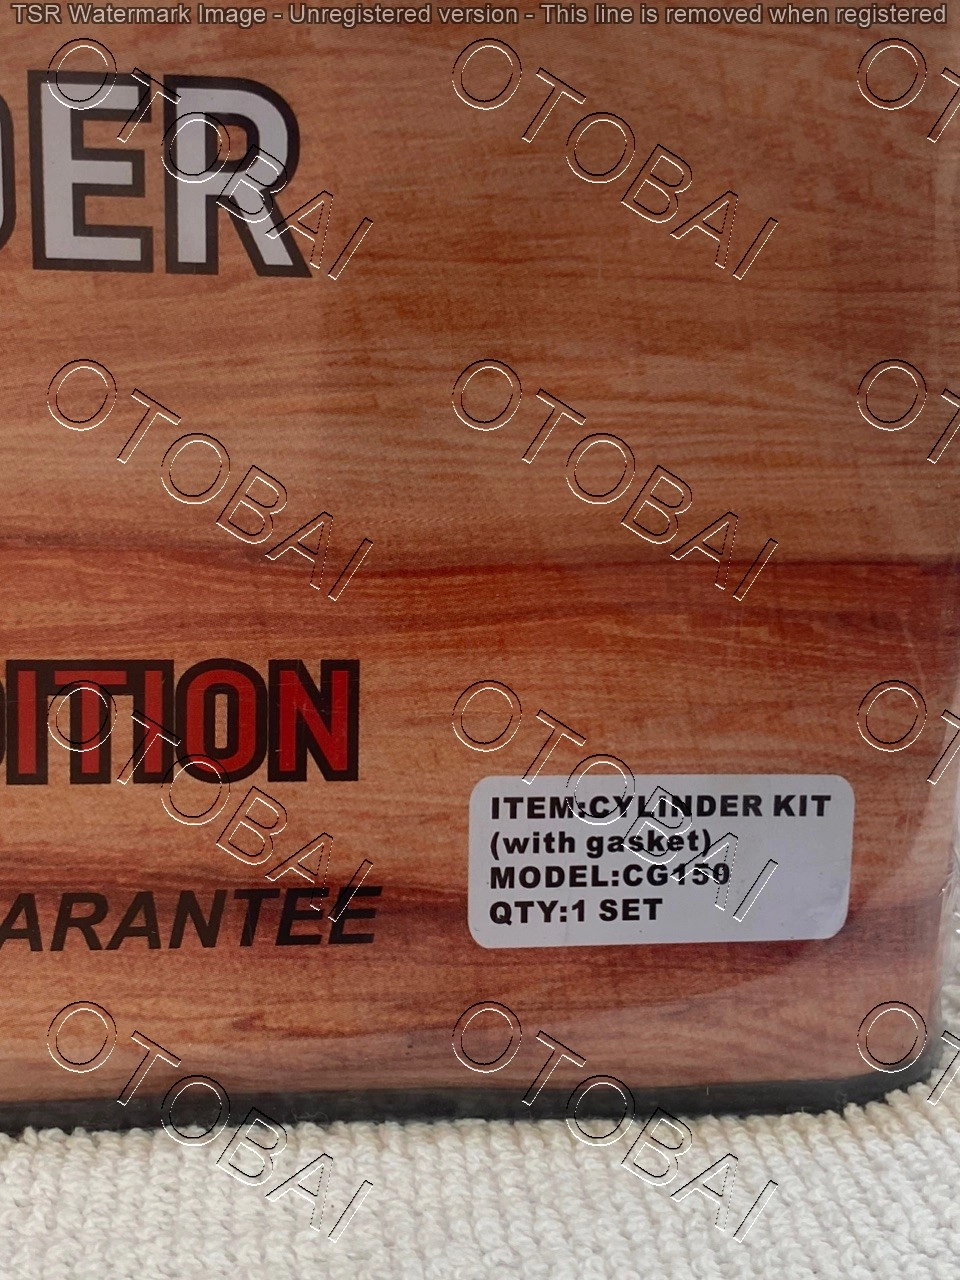 TSR Watermark Image - Unregistered version - This line is removed when registered
DER
DITION
ARANTEE
ITEM:CYLINDER KIT
(with gasket)
MODEL:CG150
QTY:1 SET
OTOBAI